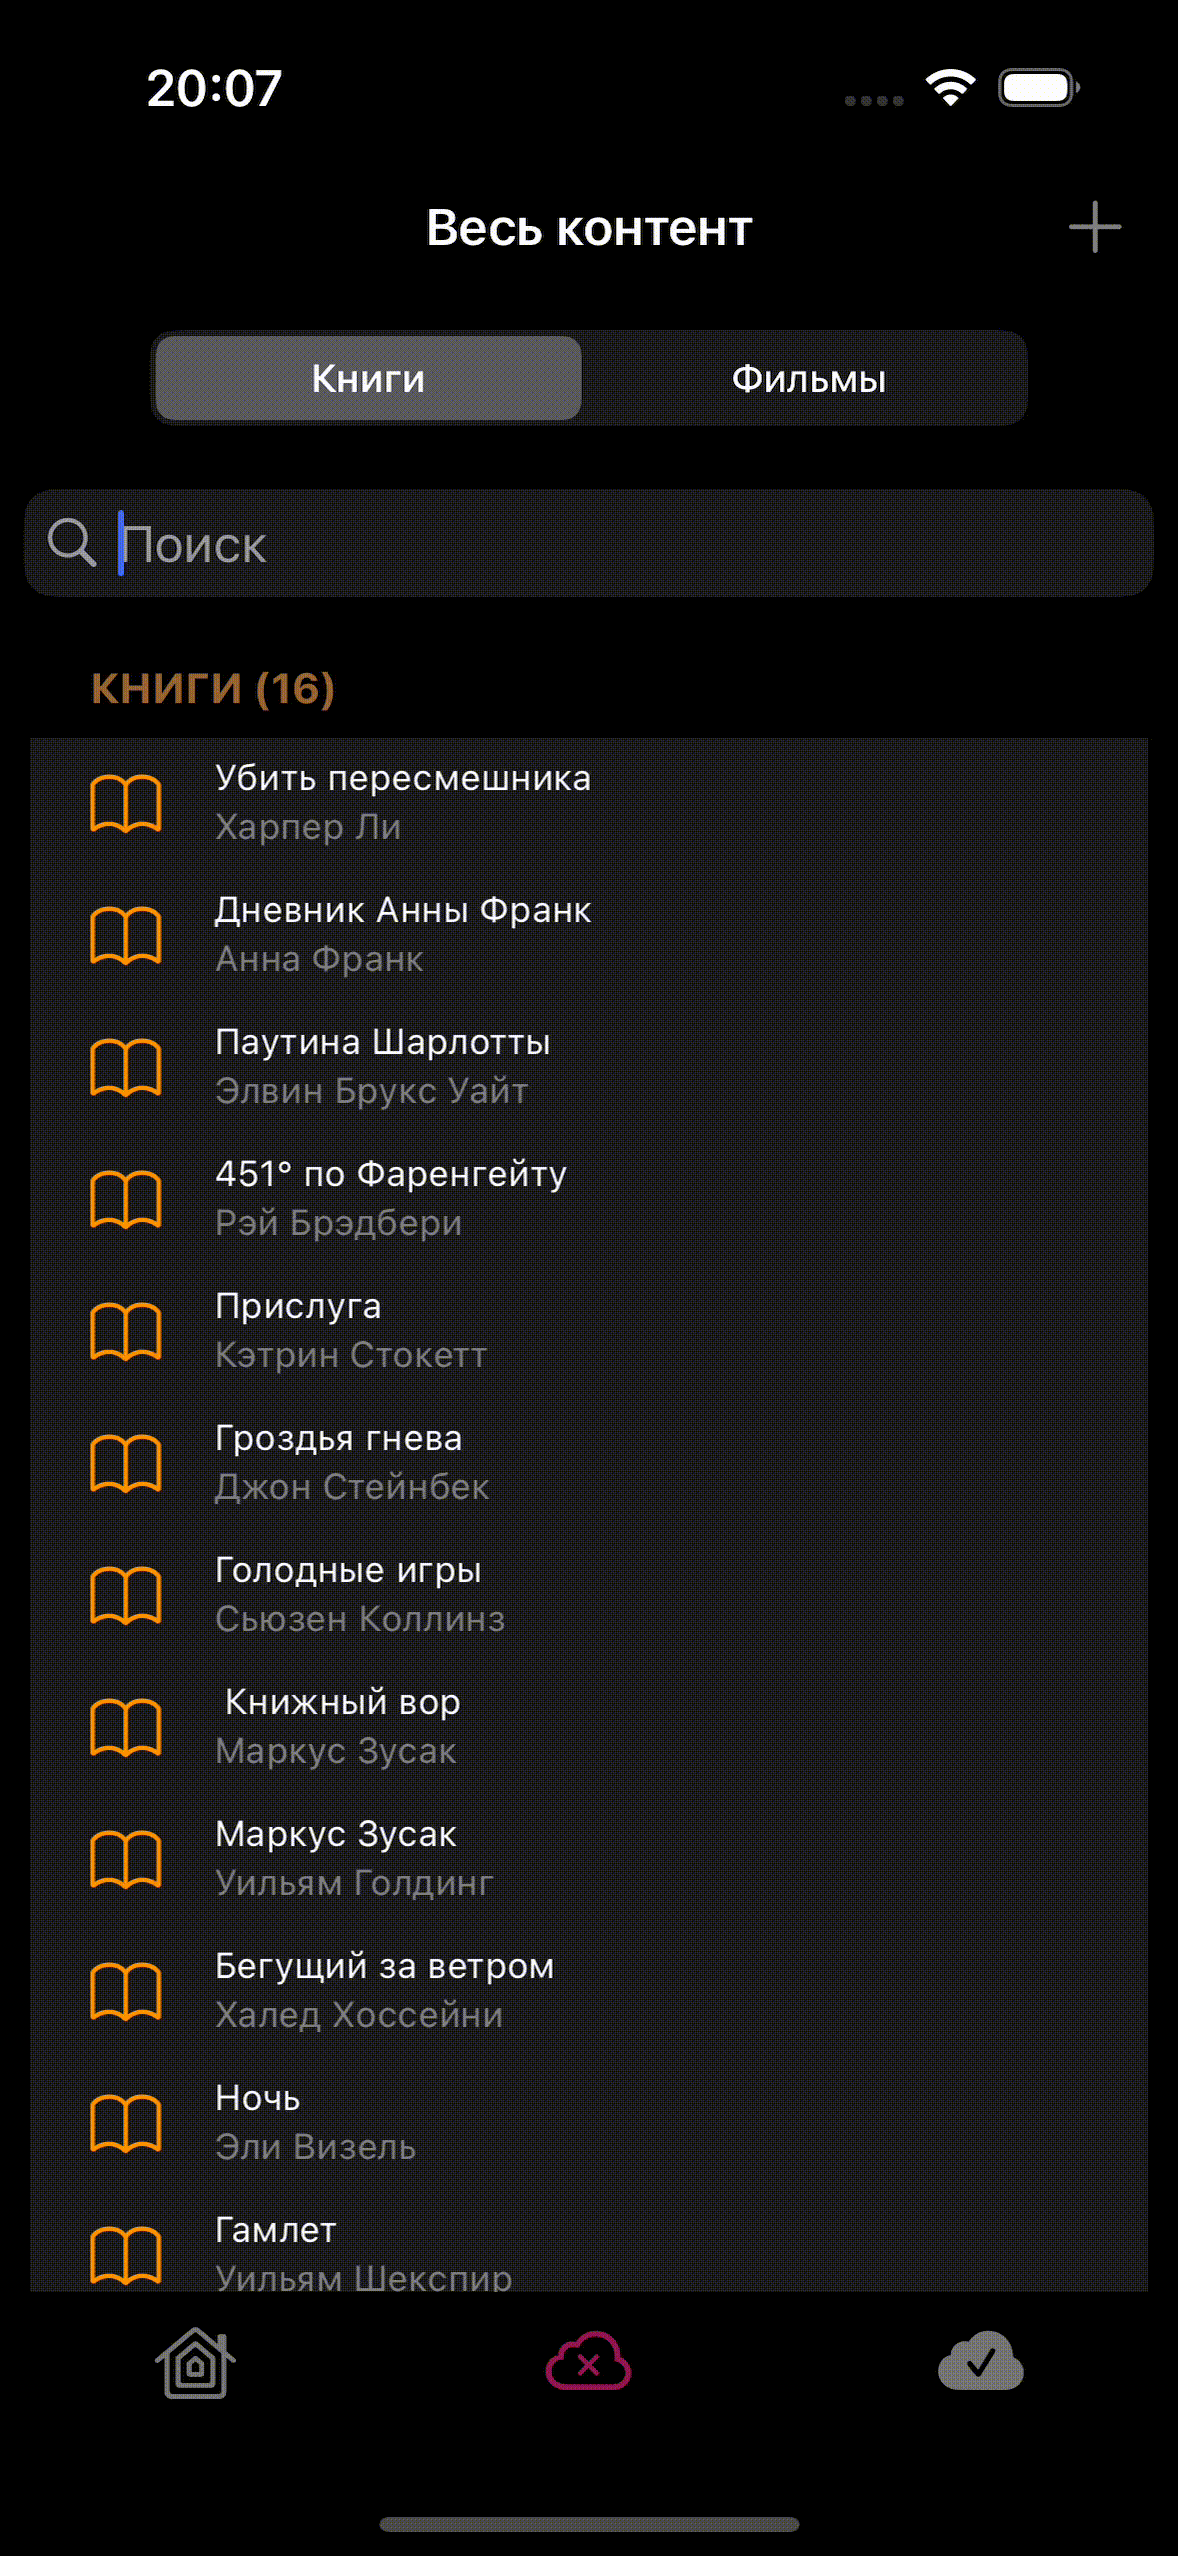 20:07
Весь контент
Книги
Фильмы
Поиск
КНИГИ (16)
Убить пересмешника
Харпер Ли
Дневник Анны Франк
Анна Франк
Паутина Шарлотты
Элвин Брукс Уайт
451° по Фаренгейту
Рэй Брэдбери
Прислуга
Кэтрин Стокетт
Гроздья гнева
Джон Стейнбек
Голодные игры
Сьюзен Коллинз
Книжный вор
Маркус Зусак
Маркус Зусак
Уильям Голдинг
Бегущий за ветром
Халед Хоссейни
Ночь
Эли Визель
Гамлет
Уильям Шекспир